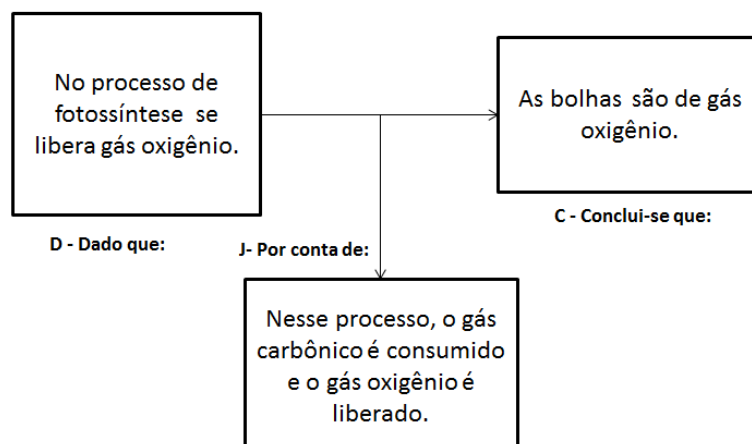 No processo de
fotossíntese se
libera gás oxigênio.
As bolhas são de gás
oxigênio.
D - Dado que:
J- Por conta de:
C - Conclui-se que:
Nesse processo, o gás
carbônico é consumido
e o gás oxigênio é
liberado.